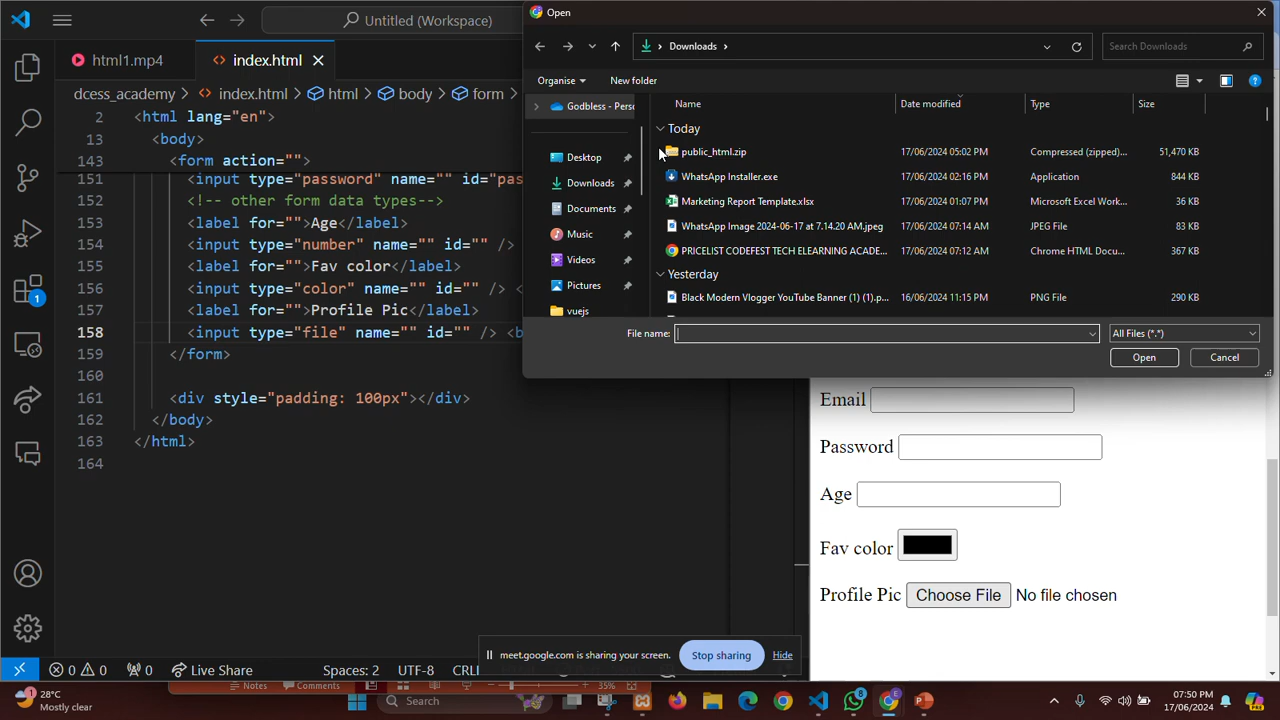 Untitled (Workspace)
html1.mp4
index.html
dcess_academy > index.html > html > body > form >
2 <html lang="en">
13 <body>
143 <form action="">
151 <input type="password" name="" id="pas
152 <!-- other form data types-->
153 <label for="">Age</label>
154 <input type="number" name="" id="" />
155 <label for="">Fav color</label>
156 <input type="color" name="" id="" /> <
157 <label for="">Profile Pic</label>
158 <input type="file" name="" id="" /> <b
159 </form>
160
161 <div style="padding: 100px"></div>
162 </body>
163 </html>
164
1
0 0 0 Live Share Spaces: 2 UTF-8 CRL
Open
Downloads
Search Downloads
Organise New folder
Godbless - Perso
Desktop
Downloads
Documents
Music
Videos
Pictures
vuejs
Name Date modified Type Size
Today
public_html.zip 17/06/2024 05:02 PM Compressed (zipped)... 51,470 KB
WhatsApp Installer.exe 17/06/2024 02:16 PM Application 844 KB
Marketing Report Template.xlsx 17/06/2024 01:07 PM Microsoft Excel Work... 36 KB
WhatsApp Image 2024-06-17 at 7.14.20 AM.jpeg 17/06/2024 07:14 AM JPEG File 83 KB
PRICELIST CODEFEST TECH ELEARNING ACADE... 17/06/2024 07:12 AM Chrome HTML Docu... 367 KB
Yesterday
Black Modern Vlogger YouTube Banner (1) (1).p... 16/06/2024 11:15 PM PNG File 290 KB
File name: All Files (*.*)
Open Cancel
Email
Password
Age
Fav color
Profile Pic Choose File No file chosen
meet.google.com is sharing your screen. Stop sharing Hide
Notes Comments 35%
28°C
Mostly clear
Search
8
07:50 PM
17/06/2024